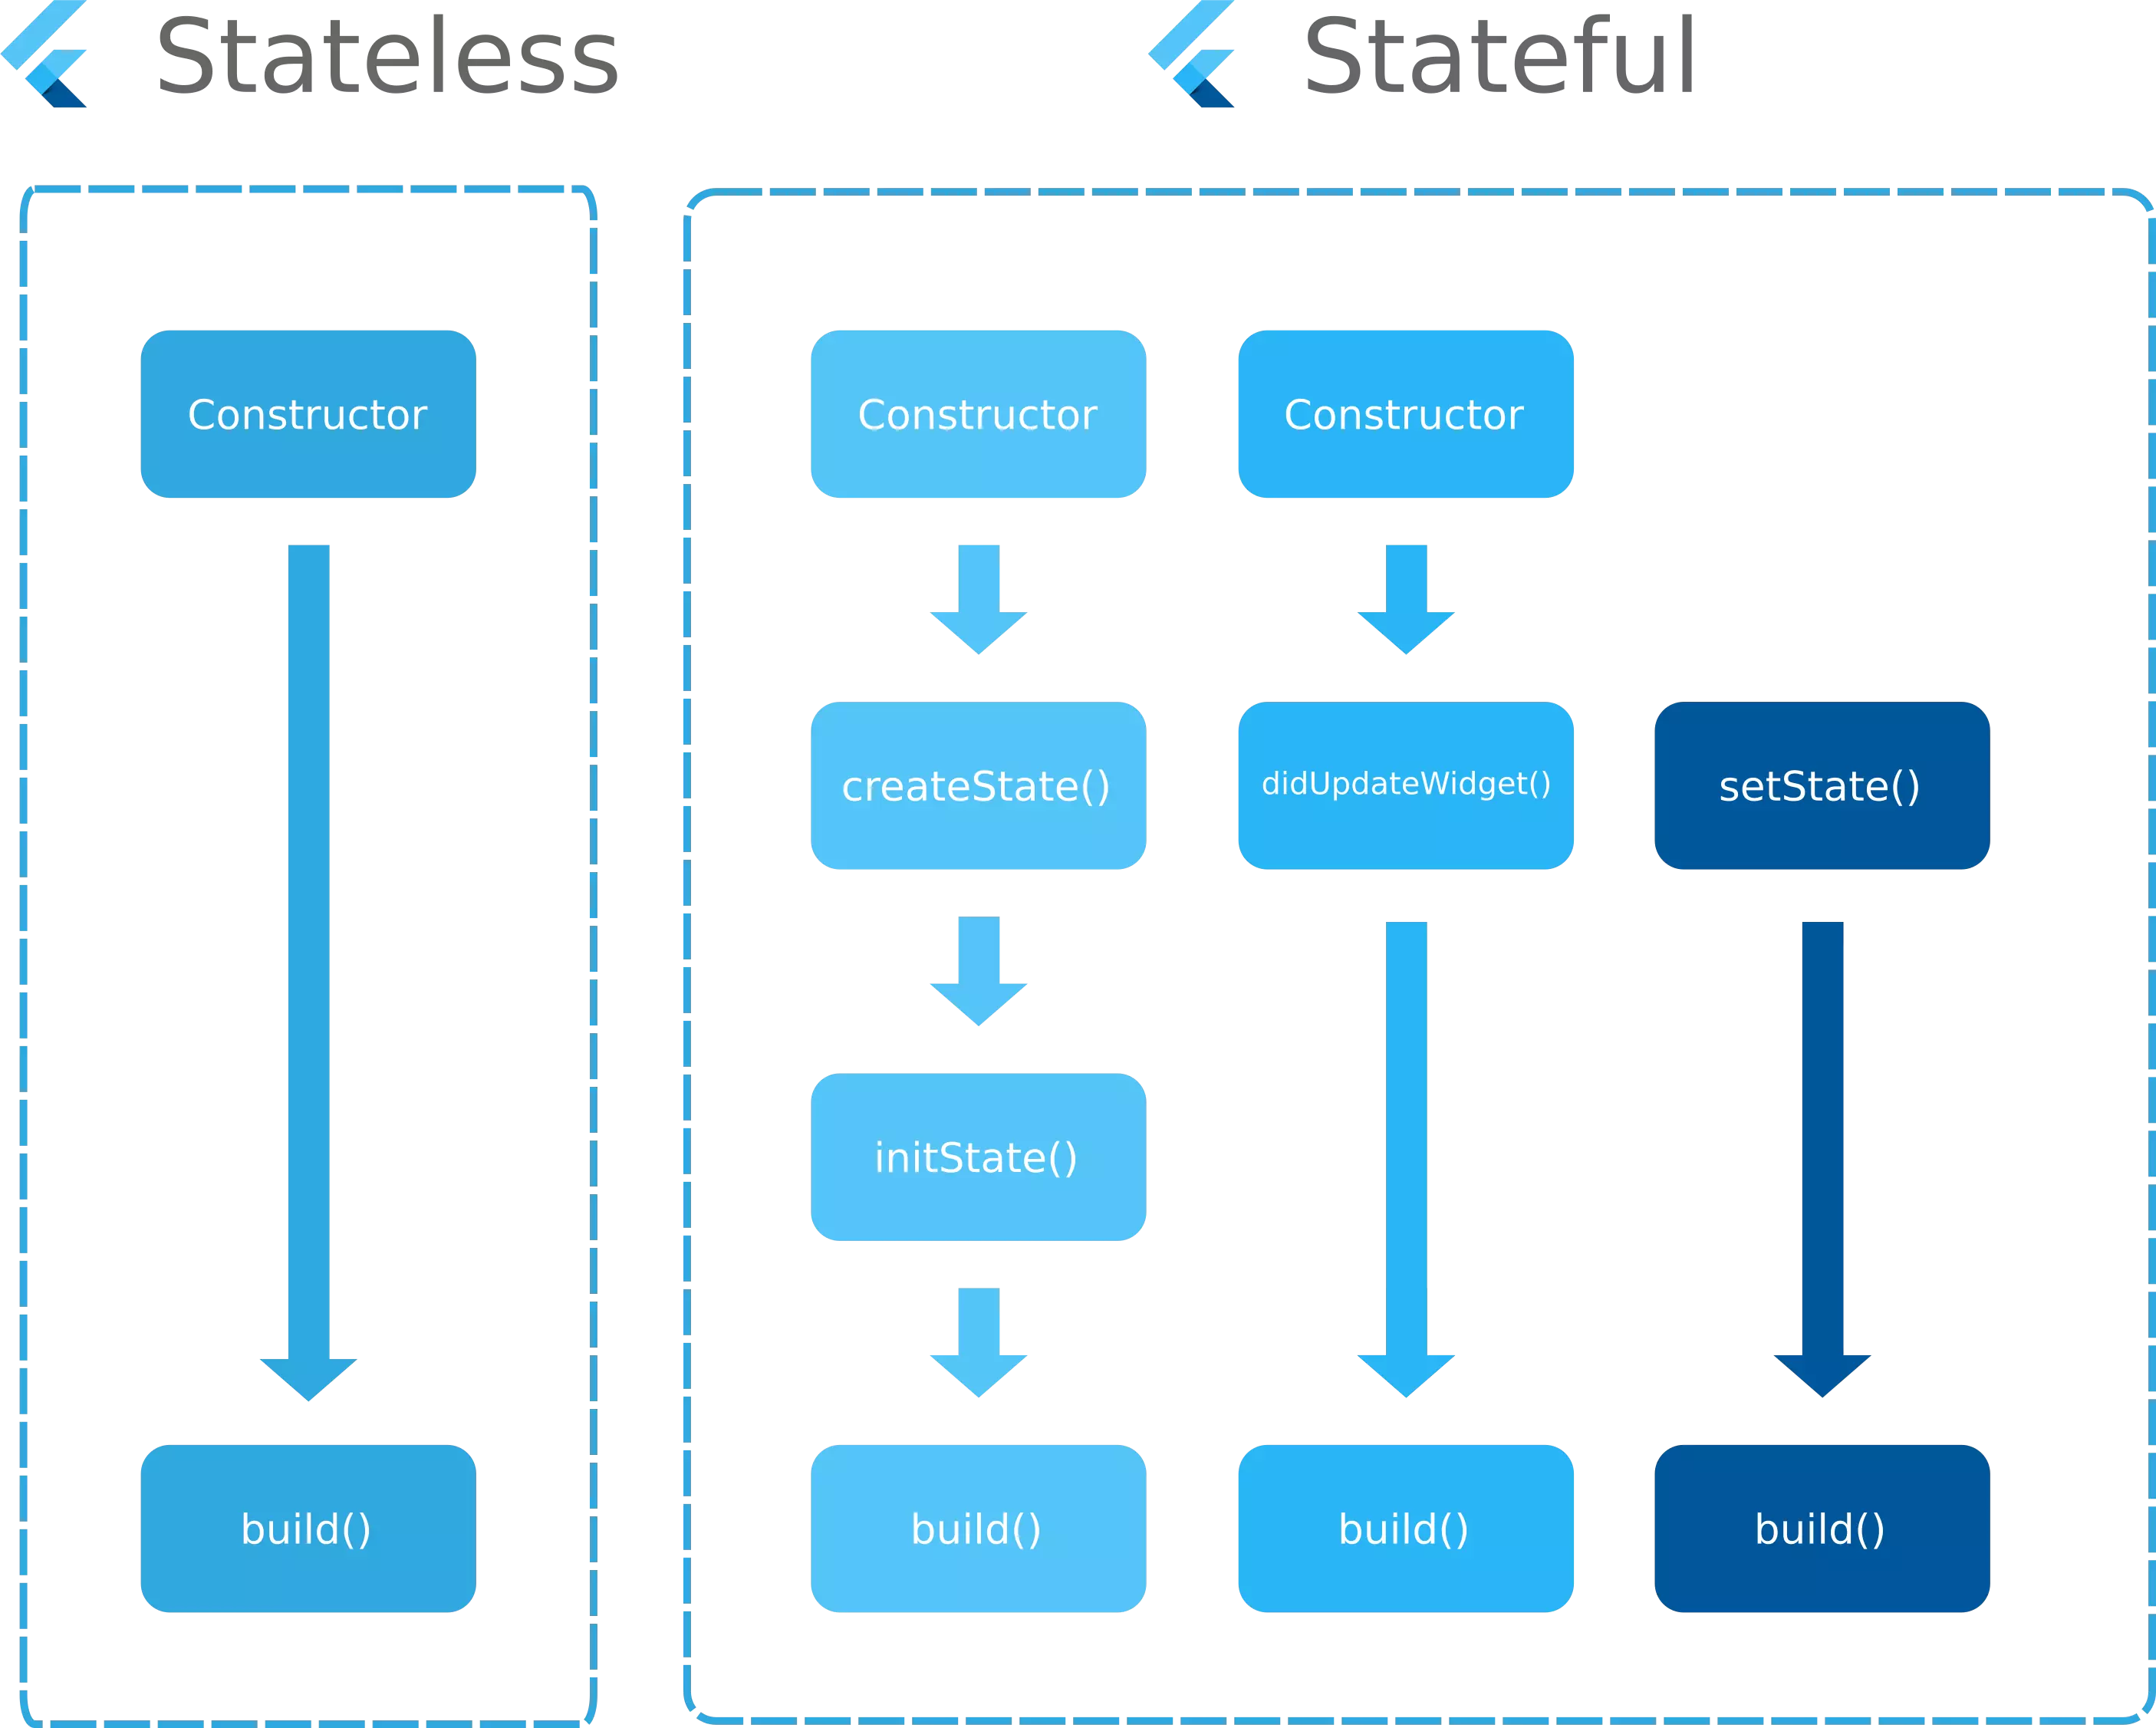 Stateless
Constructor
build()
Stateful
Constructor
createState()
initState()
build()
Constructor
didUpdateWidget()
build()
setState()
build()